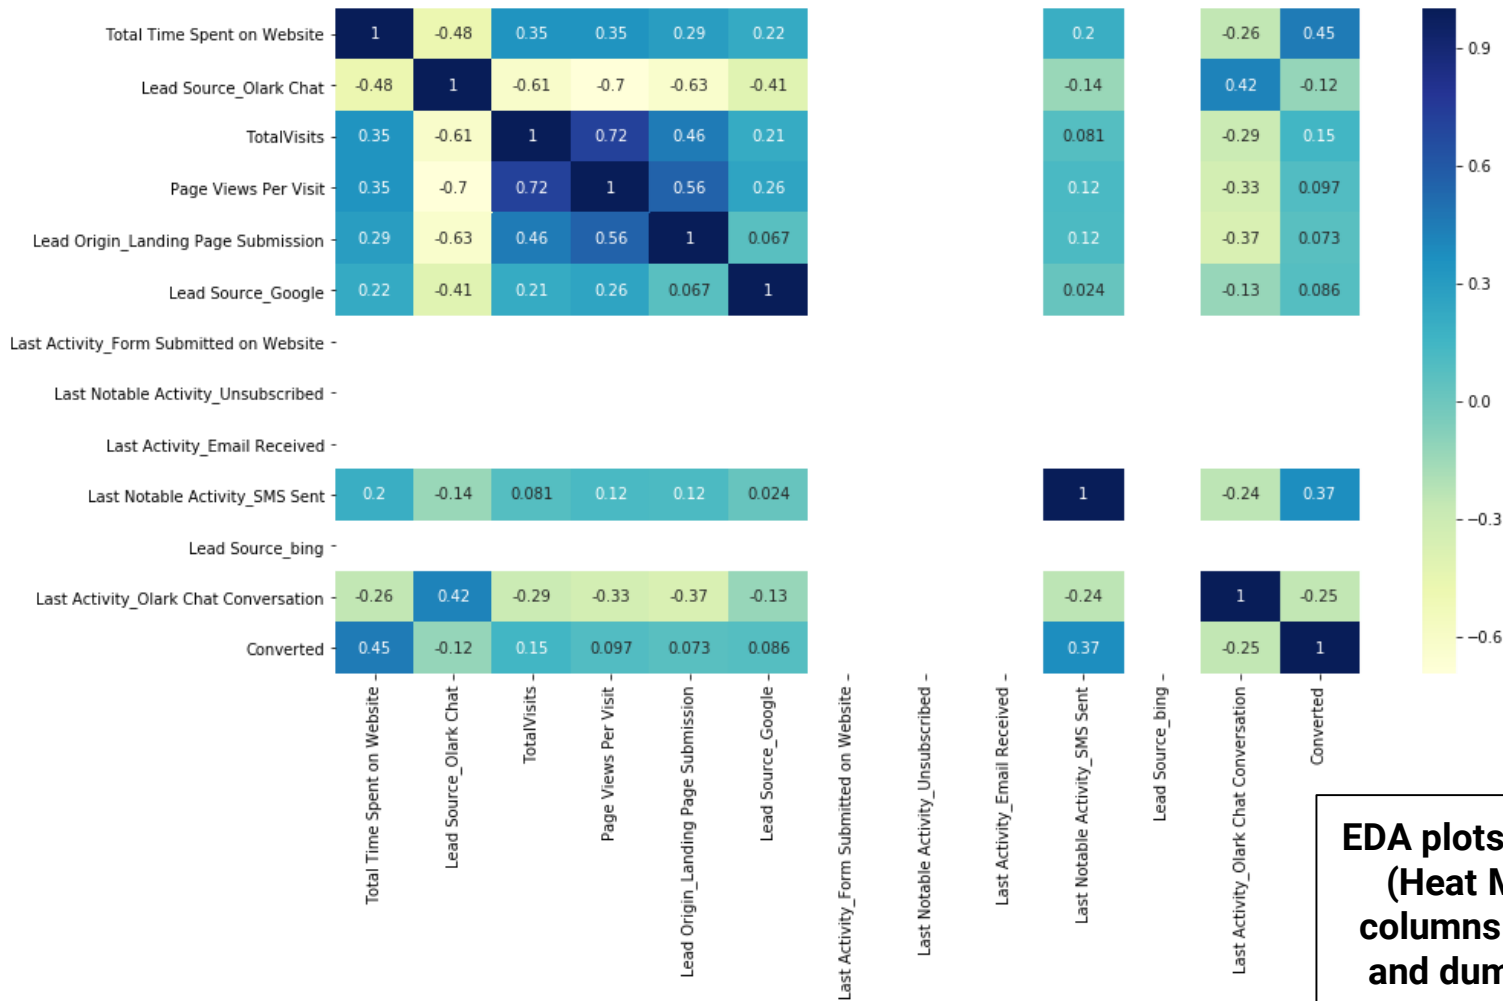 Total Time Spent on Website 1 -0.48 0.35 0.35 0.29 0.22 0.2 -0.26 0.45
Lead Source_Olark Chat -0.48 1 -0.61 -0.7 -0.63 -0.41 -0.14 0.42 -0.12
TotalVisits 0.35 -0.61 1 0.72 0.46 0.21 0.081 -0.29 0.15
Page Views Per Visit 0.35 -0.7 0.72 1 0.56 0.26 0.12 -0.33 0.097
Lead Origin_Landing Page Submission 0.29 -0.63 0.46 0.56 1 0.067 0.12 -0.37 0.073
Lead Source_Google 0.22 -0.41 0.21 0.26 0.067 1 0.024 -0.13 0.086
Last Activity_Form Submitted on Website
Last Notable Activity_Unsubscribed
Last Activity_Email Received
Last Notable Activity_SMS Sent 0.2 -0.14 0.081 0.12 0.12 0.024 1 -0.24 0.37
Lead Source_bing
Last Activity_Olark Chat Conversation -0.26 0.42 -0.29 -0.33 -0.37 -0.13 -0.24 1 -0.25
Converted 0.45 -0.12 0.15 0.097 0.073 0.086 0.37 -0.25 1
Total Time Spent on Website
Lead Source_Olark Chat
TotalVisits
Page Views Per Visit
Lead Origin_Landing Page Submission
Lead Source_Google
Last Activity_Form Submitted on Website
Last Notable Activity_Unsubscribed
Last Activity_Email Received
Last Notable Activity_SMS Sent
Lead Source_bing
Last Activity_Olark Chat Conversation
Converted
0.9
0.6
0.3
0.0
-0.3
-0.6
EDA plots
(Heat
columns
and